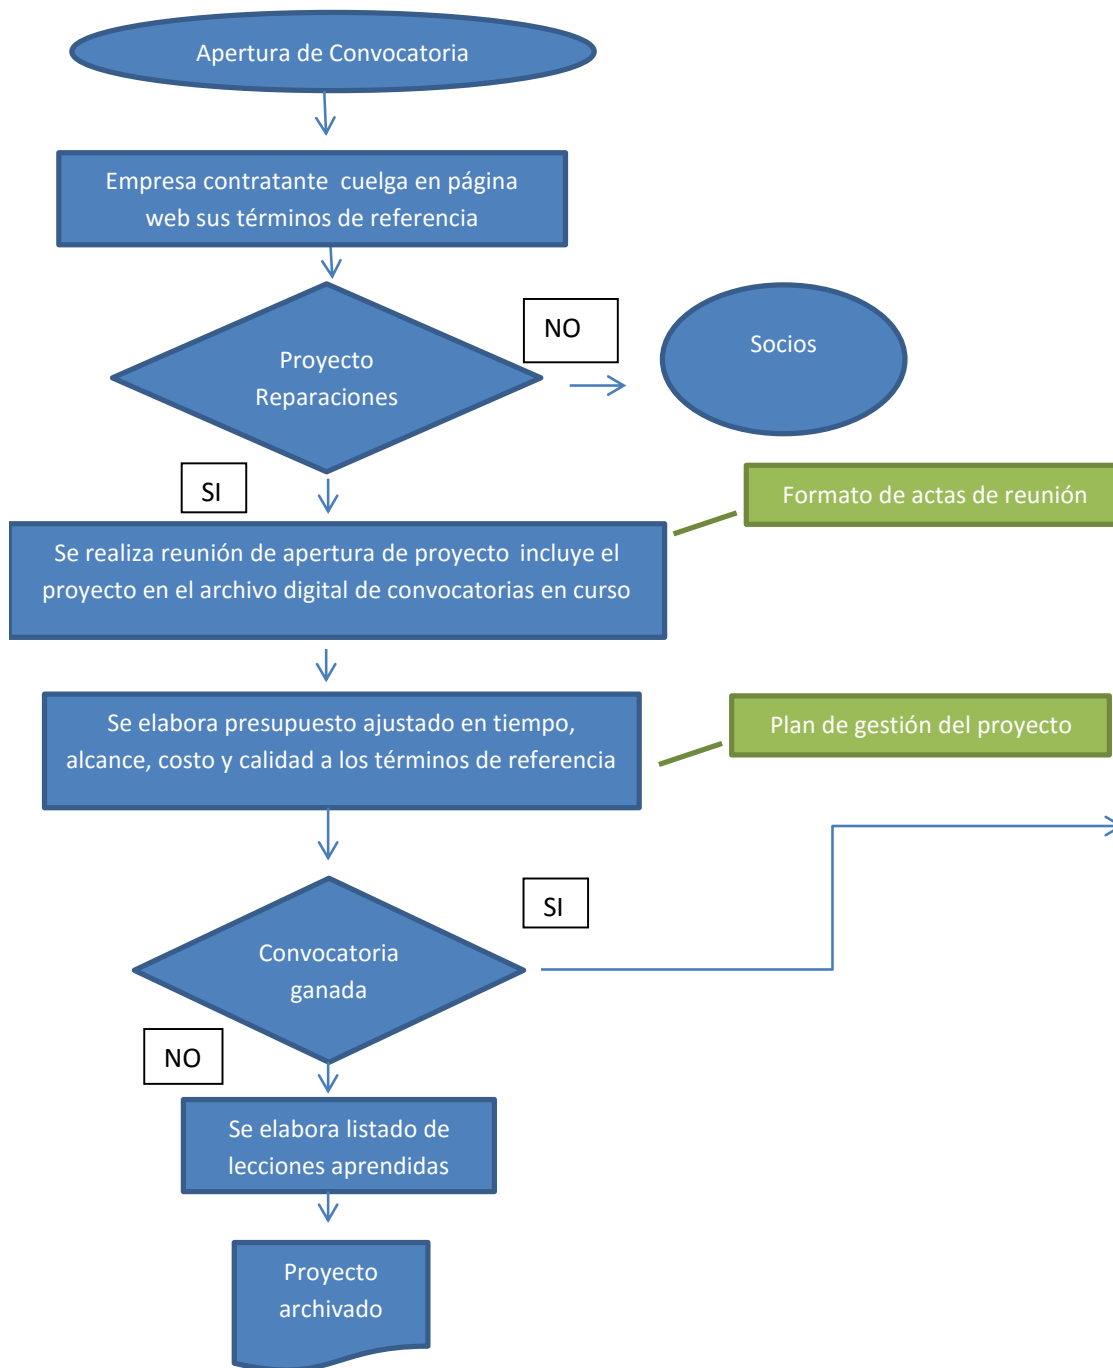 Apertura de Convocatoria
Empresa contratante cuelga en página
web sus términos de referencia
NO
Socios
Proyecto
Reparaciones
SI
Formato de actas de reunión
Se realiza reunión de apertura de proyecto incluye el
proyecto en el archivo digital de convocatorias en curso
Plan de gestión del proyecto
Se elabora presupuesto ajustado en tiempo,
alcance, costo y calidad a los términos de referencia
SI
Convocatoria
ganada
NO
Se elabora listado de
lecciones aprendidas
Proyecto
archivado